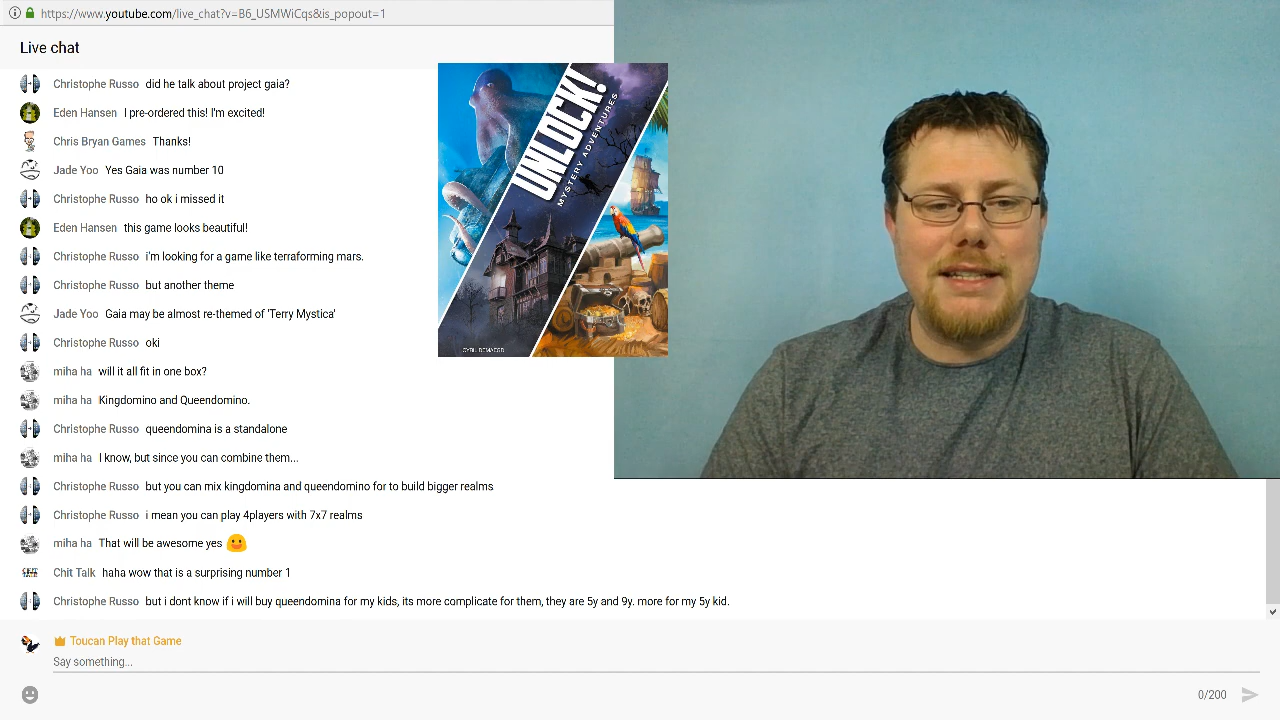 https://www.youtube.com/live_chat?v=B6_USMWiCqs&is_popout=1
Live chat
Christophe Russo did he talk about project gaia?
Eden Hansen I pre-ordered this! I'm excited!
Chris Bryan Games Thanks!
Jade Yoo Yes Gaia was number 10
Christophe Russo ho ok i missed it
Eden Hansen this game looks beautiful!
Christophe Russo i'm looking for a game like terraforming mars.
Christophe Russo but another theme
Jade Yoo Gaia may be almost re-themed of 'Terry Mystica'
Christophe Russo oki
miha ha will it all fit in one box?
miha ha Kingdomino and Queendomino.
Christophe Russo queendomina is a standalone
miha ha I know, but since you can combine them...
Christophe Russo but you can mix kingdomina and queendomino for to build bigger realms
Christophe Russo i mean you can play 4players with 7x7 realms
miha ha That will be awesome yes
Chit Talk haha wow that is a surprising number 1
Christophe Russo but i dont know if i will buy queendomina for my kids, its more complicate for them, they are 5y and 9y. more for my 5y kid.
Toucan Play that Game
Say something...
0/200
UNLOCK!
MYSTERY ADVENTURES
CYRIL DEMAEGD